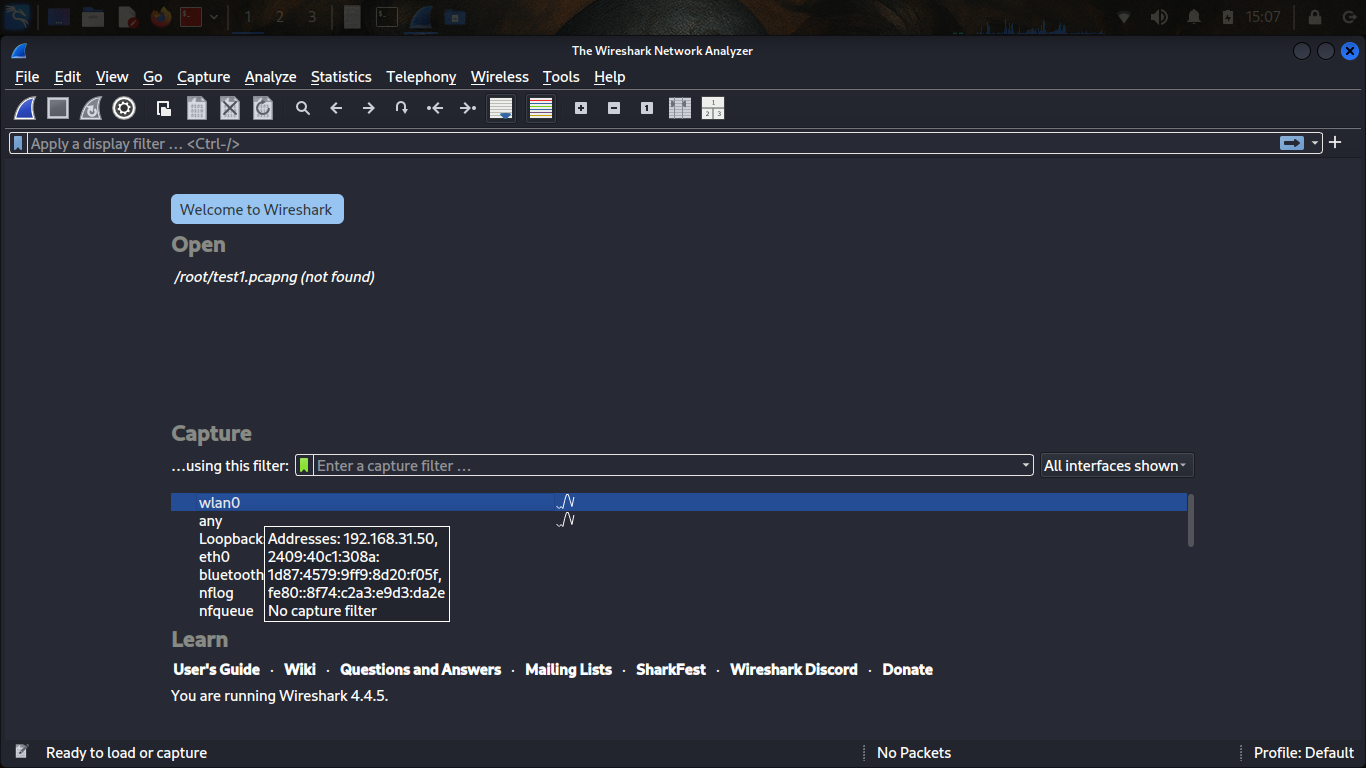 1 2 3 15:07
The Wireshark Network Analyzer
File Edit View Go Capture Analyze Statistics Telephony Wireless Tools Help
Apply a display filter … <Ctrl-/>
Welcome to Wireshark
Open
/root/test1.pcapng (not found)
Capture
…using this filter: Enter a capture filter … All interfaces shown
wlan0
any
Loopback
eth0
bluetooth
nflog
nfqueue
Addresses: 192.168.31.50,
2409:40c1:308a:
1d87:4579:9ff9:8d20:f05f,
fe80::8f74:c2a3:e9d3:da2e
No capture filter
Learn
User's Guide · Wiki · Questions and Answers · Mailing Lists · SharkFest · Wireshark Discord · Donate
You are running Wireshark 4.4.5.
Ready to load or capture No Packets Profile: Default